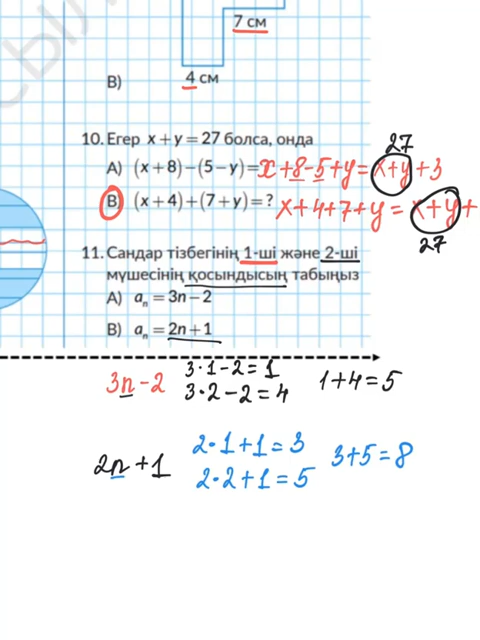 7 см
B) 4 см
10. Егер x + y = 27 болса, онда
27
A) (x + 8) − (5 − y) = x + 8 - 5 + y = x + y + 3
B) (x + 4) + (7 + y) = ? x + 4 + 7 + y = x + y +
27
11. Сандар тізбегінің 1-ші және 2-ші
мүшесінің қосындысың табыңыз
A) aₙ = 3n − 2
B) aₙ = 2n + 1
3n - 2 3·1 - 2 = 1 1 + 4 = 5
3·2 - 2 = 4
2n + 1 2·1 + 1 = 3 3 + 5 = 8
2·2 + 1 = 5